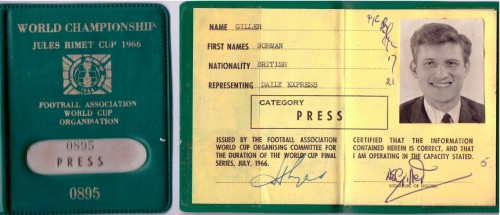 WORLD CHAMPIONSHIP
JULES RIMET CUP 1966
FOOTBALL ASSOCIATION
WORLD CUP
ORGANISATION
0895
PRESS
0895
NAME GILLER
FIRST NAMES NORMAN
NATIONALITY BRITISH
REPRESENTING DAILY EXPRESS
CATEGORY
PRESS
ISSUED BY THE FOOTBALL ASSOCIATION
WORLD CUP ORGANISING COMMITTEE FOR
THE DURATION OF THE WORLD CUP FINAL
SERIES, JULY, 1966.
CERTIFIED THAT THE INFORMATION
CONTAINED HEREIN IS CORRECT, AND THAT
I AM OPERATING IN THE CAPACITY STATED.
SIGNATURE OF HOLDER